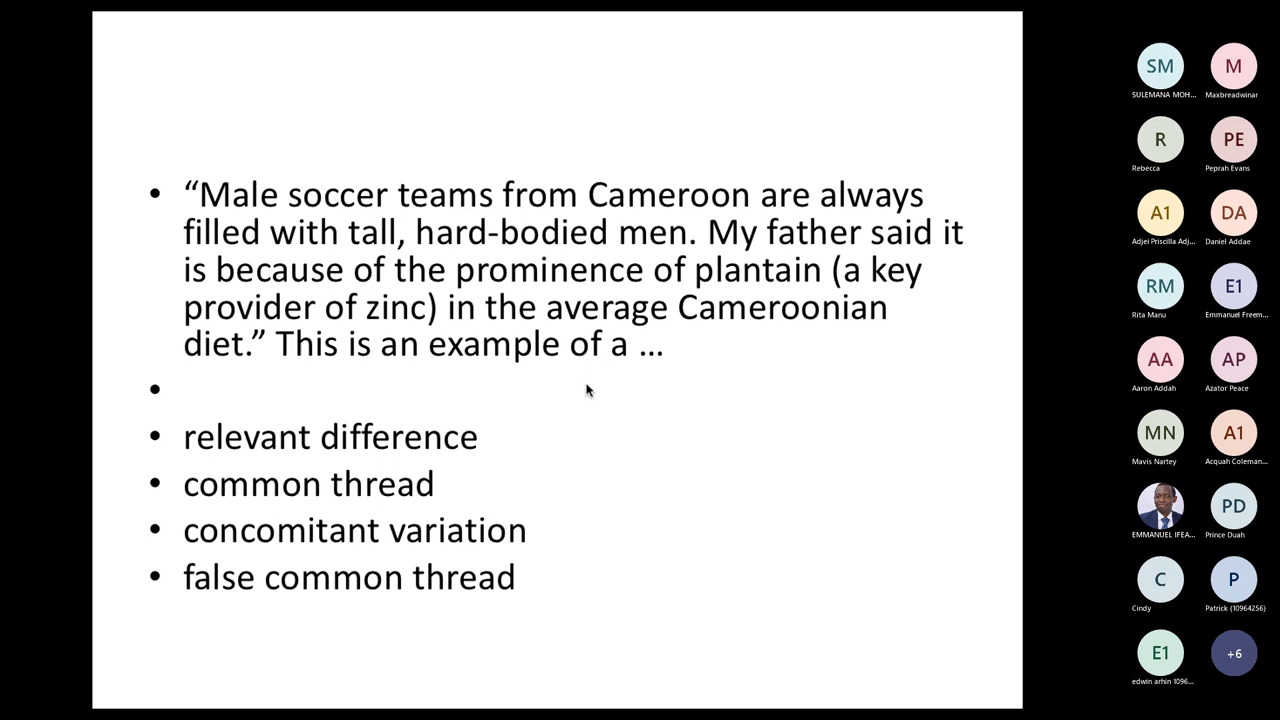 “Male soccer teams from Cameroon are always
filled with tall, hard-bodied men. My father said it
is because of the prominence of plantain (a key
provider of zinc) in the average Cameroonian
diet.” This is an example of a ...
relevant difference
common thread
concomitant variation
false common thread
SM
M
SULEMANA MOH...
Maxbreadwinar
R
PE
Rebecca
Peprah Evans
A1
DA
Adjei Priscilla Adj...
Daniel Addae
RM
E1
Rita Manu
Emmanuel Freem...
AA
AP
Aaron Addah
Azator Peace
MN
A1
Mavis Nartey
Acquah Coleman...
PD
EMMANUEL IFEA...
Prince Duah
C
P
Cindy
Patrick (10964256)
E1
+6
edwin arhin 1096...